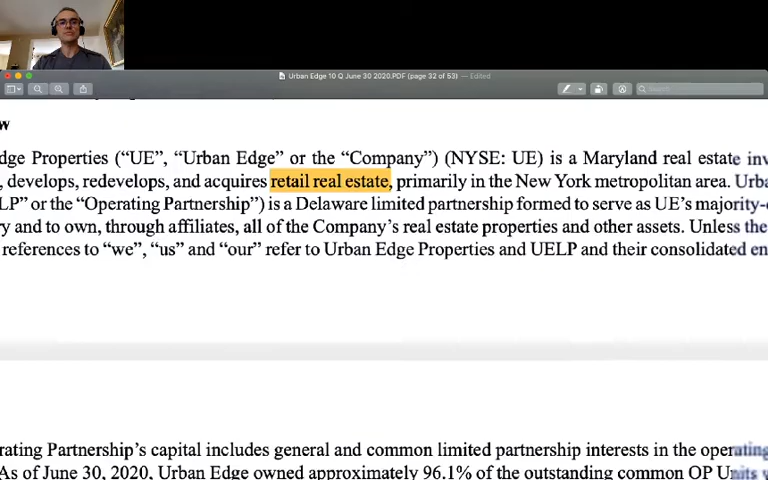 Urban Edge 10 Q June 30 2020.PDF (page 32 of 53) — Edited
Search
w
dge Properties (“UE”, “Urban Edge” or the “Company”) (NYSE: UE) is a Maryland real estate inv
, develops, redevelops, and acquires retail real estate, primarily in the New York metropolitan area. Urba
LP” or the “Operating Partnership”) is a Delaware limited partnership formed to serve as UE’s majority-o
ry and to own, through affiliates, all of the Company’s real estate properties and other assets. Unless the
references to “we”, “us” and “our” refer to Urban Edge Properties and UELP and their consolidated en
rating Partnership’s capital includes general and common limited partnership interests in the operating
As of June 30, 2020, Urban Edge owned approximately 96.1% of the outstanding common OP Units